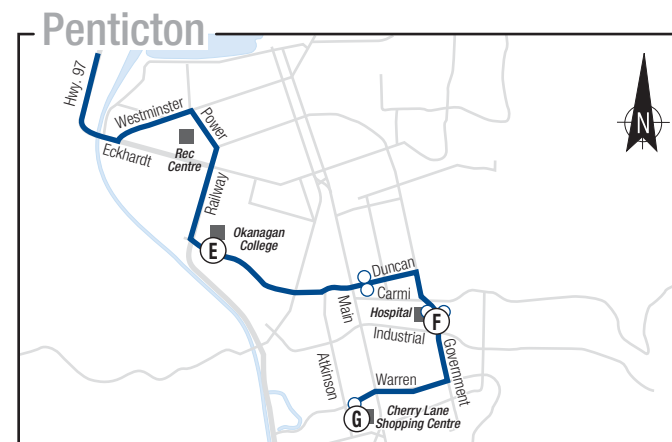 Penticton
Hwy. 97
Westminster
Power
Eckhardt
Rec
Centre
N
Railway
Okanagan
College
E
Duncan
Carmi
Main
Hospital
F
Industrial
Government
Atkinson
Warren
G
Cherry Lane
Shopping Centre